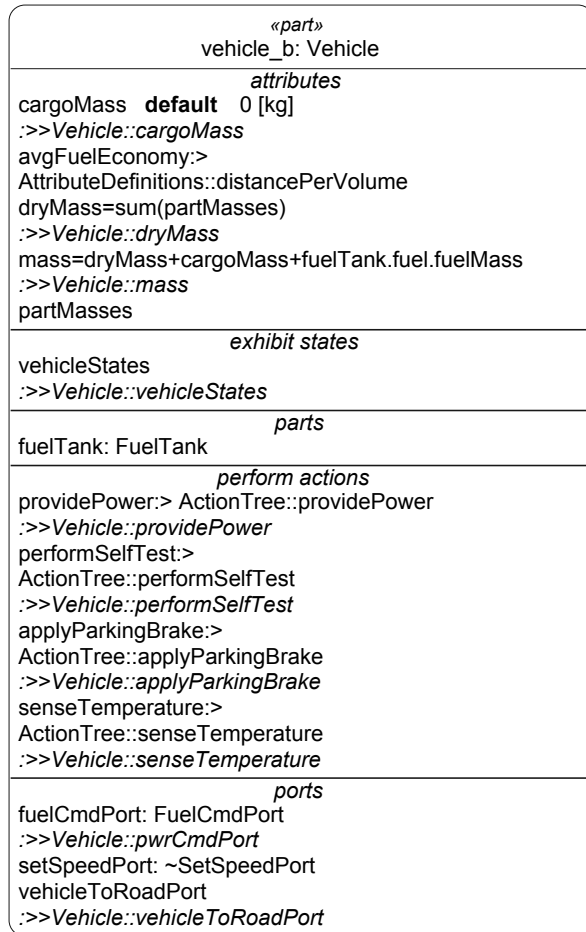 «part»
vehicle_b: Vehicle
attributes
cargoMass default 0 [kg]
:>>Vehicle::cargoMass
avgFuelEconomy:>
AttributeDefinitions::distancePerVolume
dryMass=sum(partMasses)
:>>Vehicle::dryMass
mass=dryMass+cargoMass+fuelTank.fuel.fuelMass
:>>Vehicle::mass
partMasses
exhibit states
vehicleStates
:>>Vehicle::vehicleStates
parts
fuelTank: FuelTank
perform actions
providePower:> ActionTree::providePower
:>>Vehicle::providePower
performSelfTest:>
ActionTree::performSelfTest
:>>Vehicle::performSelfTest
applyParkingBrake:>
ActionTree::applyParkingBrake
:>>Vehicle::applyParkingBrake
senseTemperature:>
ActionTree::senseTemperature
:>>Vehicle::senseTemperature
ports
fuelCmdPort: FuelCmdPort
:>>Vehicle::pwrCmdPort
setSpeedPort: ~SetSpeedPort
vehicleToRoadPort
:>>Vehicle::vehicleToRoadPort